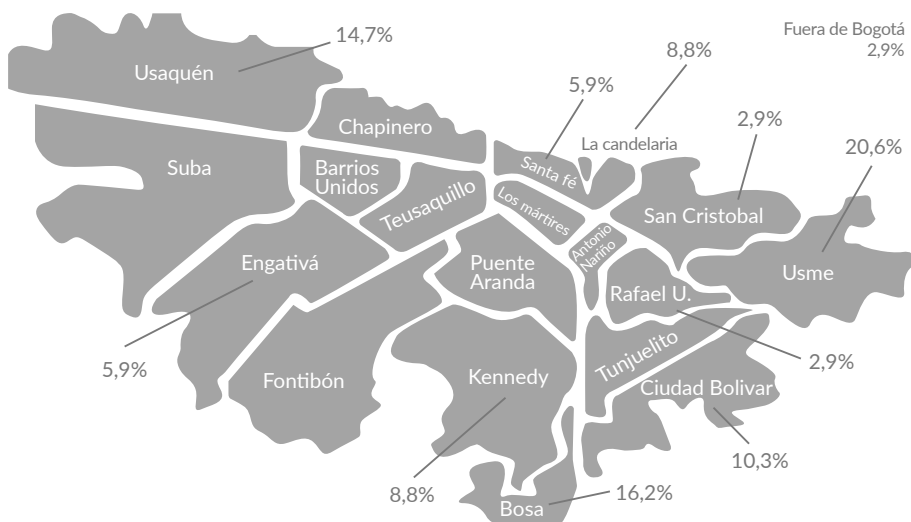 Fuera de Bogotá
2,9%
14,7%
Usaquén
8,8%
5,9%
2,9%
Chapinero
La candelaria
20,6%
Suba
Barrios
Unidos
Santa fé
Teusaquillo
Los mártires
San Cristobal
Antonio
Nariño
Engativá
Puente
Aranda
Usme
Rafael U.
5,9%
Fontibón
Kennedy
Tunjuelito
2,9%
Ciudad Bolivar
10,3%
8,8%
16,2%
Bosa